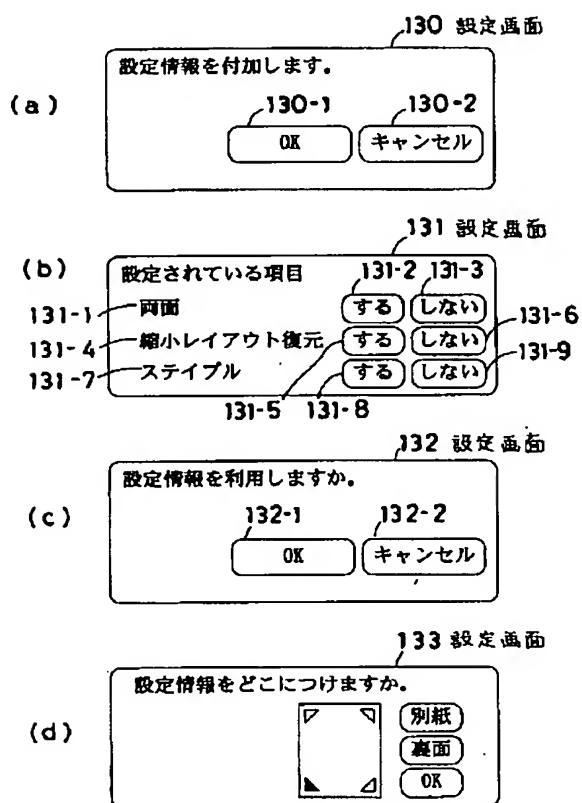 130 設定画面
(a)
設定情報を付加します。
130-1 130-2
OK キャンセル
131 設定画面
(b)
設定されている項目 131-2 131-3
131-1 両面 する しない 131-6
131-4 縮小レイアウト復元 する しない
131-7 ステイプル する しない 131-9
131-5 131-8
132 設定画面
(c)
設定情報を利用しますか。
132-1 132-2
OK キャンセル
133 設定画面
(d)
設定情報をどこにつけますか。
別紙
裏面
OK